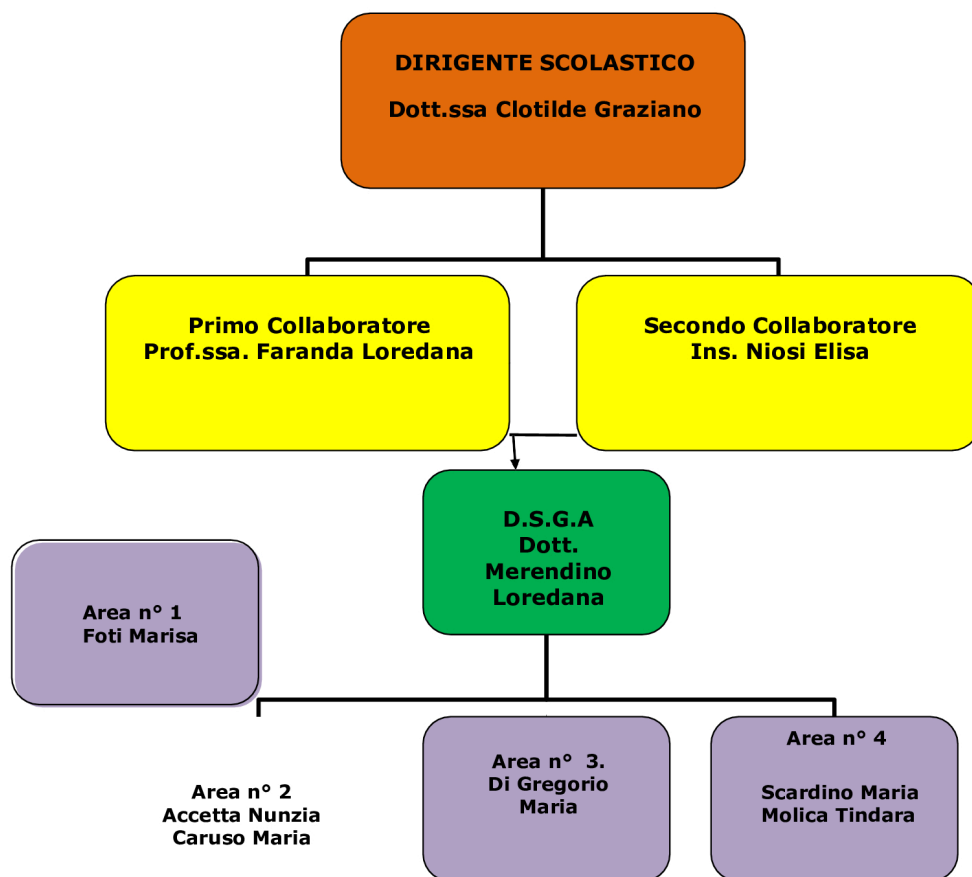 DIRIGENTE SCOLASTICO
Dott.ssa Clotilde Graziano
Primo Collaboratore
Prof.ssa. Faranda Loredana
Secondo Collaboratore
Ins. Niosi Elisa
D.S.G.A
Dott.
Merendino
Loredana
Area n° 1
Foti Marisa
Area n° 2
Accetta Nunzia
Caruso Maria
Area n° 3.
Di Gregorio
Maria
Area n° 4
Scardino Maria
Molica Tindara